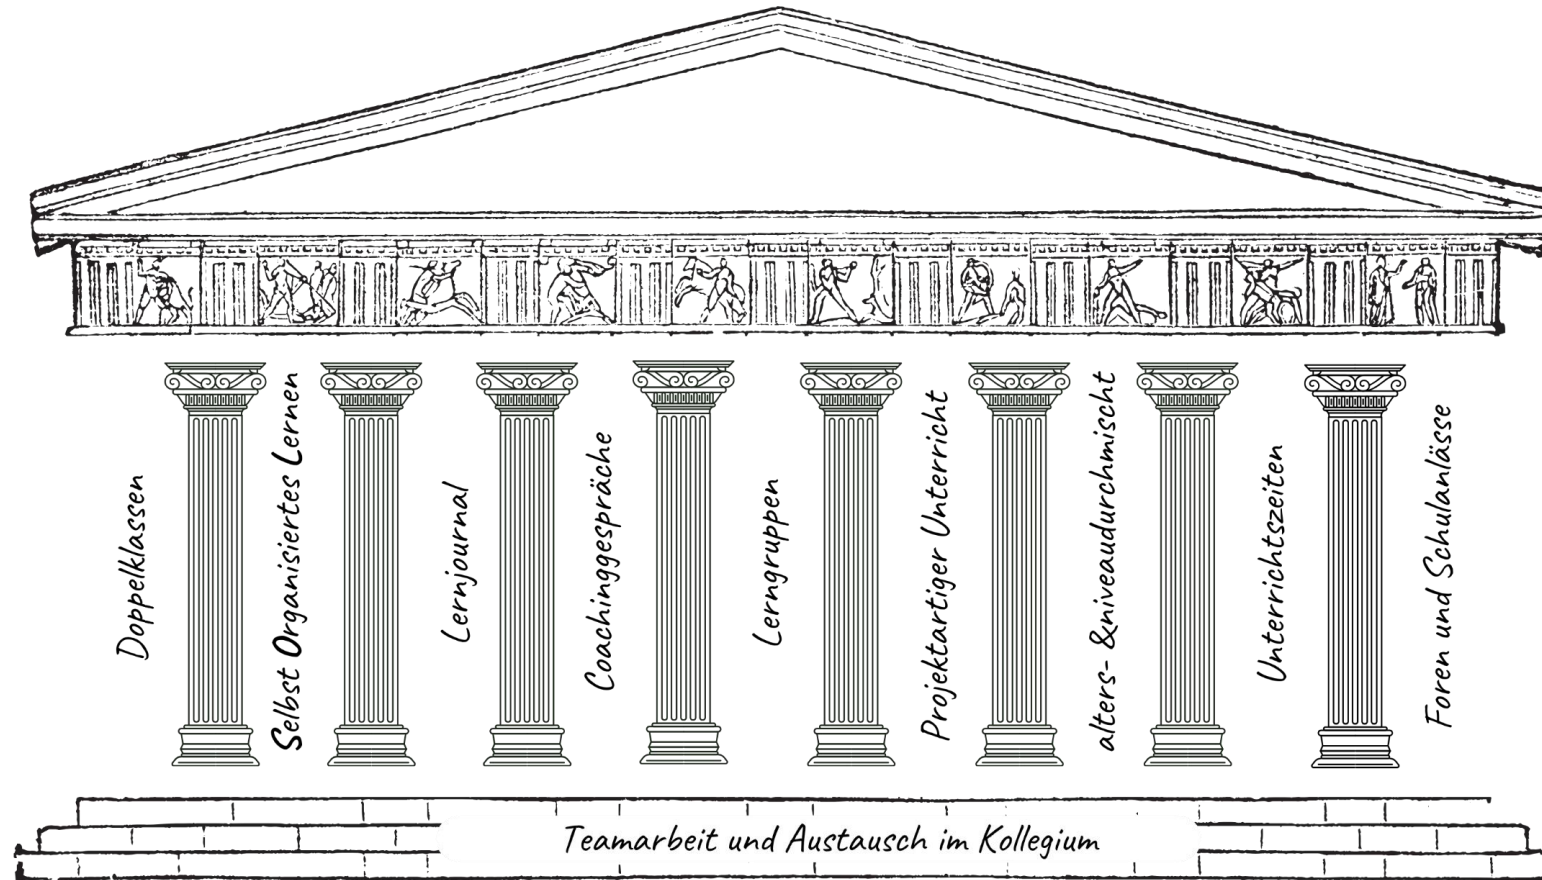 Doppelklassen
Selbst Organisiertes Lernen
Lernjournal
Coachinggespräche
Lerngruppen
Projektartiger Unterricht
alters- &niveaudurchmischt
Unterrichtszeiten
Foren und Schulanlässe
Teamarbeit und Austausch im Kollegium